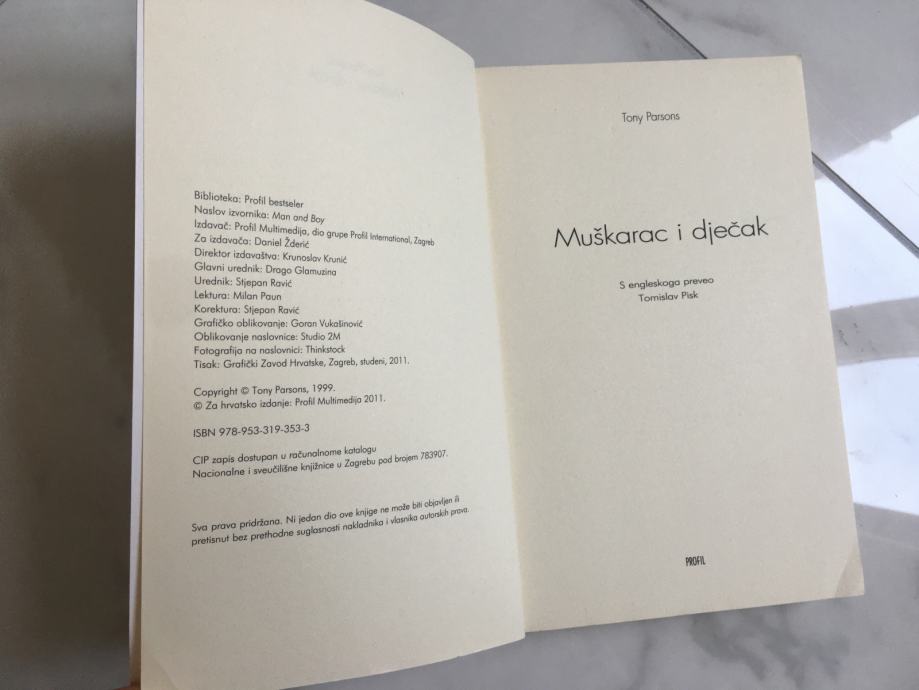 Biblioteka: Profil bestseler
Naslov izvornika: Man and Boy
Izdavač: Profil Multimedija, dio grupe Profil International, Zagreb
Za izdavača: Daniel Žderić
Direktor izdavaštva: Krunoslav Krunić
Glavni urednik: Drago Glamuzina
Urednik: Stjepan Ravić
Lektura: Milan Paun
Korektura: Stjepan Ravić
Grafičko oblikovanje: Goran Vukašinović
Oblikovanje naslovnice: Studio 2M
Fotografija na naslovnici: Thinkstock
Tisak: Grafički Zavod Hrvatske, Zagreb, studeni, 2011.
Copyright © Tony Parsons, 1999.
© Za hrvatsko izdanje: Profil Multimedija 2011.
ISBN 978-953-319-353-3
CIP zapis dostupan u računalnome katalogu
Nacionalne i sveučilišne knjižnice u Zagrebu pod brojem 783907.
Sva prava pridržana. Ni jedan dio ove knjige ne može biti objavljen ili
pretisnut bez prethodne suglasnosti nakladnika i vlasnika autorskih prava.
Tony Parsons
Muškarac i dječak
S engleskoga preveo
Tomislav Pisk
PROFIL